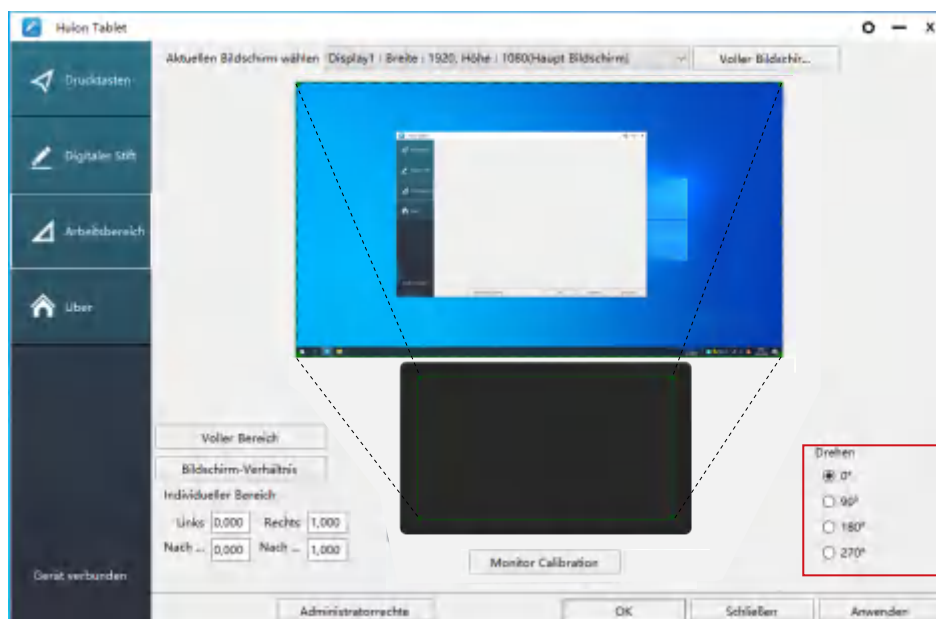 Huion Tablet
Drucktasten
Digitaler Stift
Arbeitsbereich
Über
Gerät verbunden
Aktuellen Bildschirm wählen Display1 : Breite : 1920, Höhe : 1080(Haupt Bildschirm) Voller Bildschir...
Voller Bereich
Bildschirm-Verhältnis
Individueller Bereich
Links 0,000 Rechts 1,000
Nach ... 0,000 Nach ... 1,000
Monitor Calibration
Drehen
0°
90°
180°
270°
Administratorrechte OK Schließen Anwenden